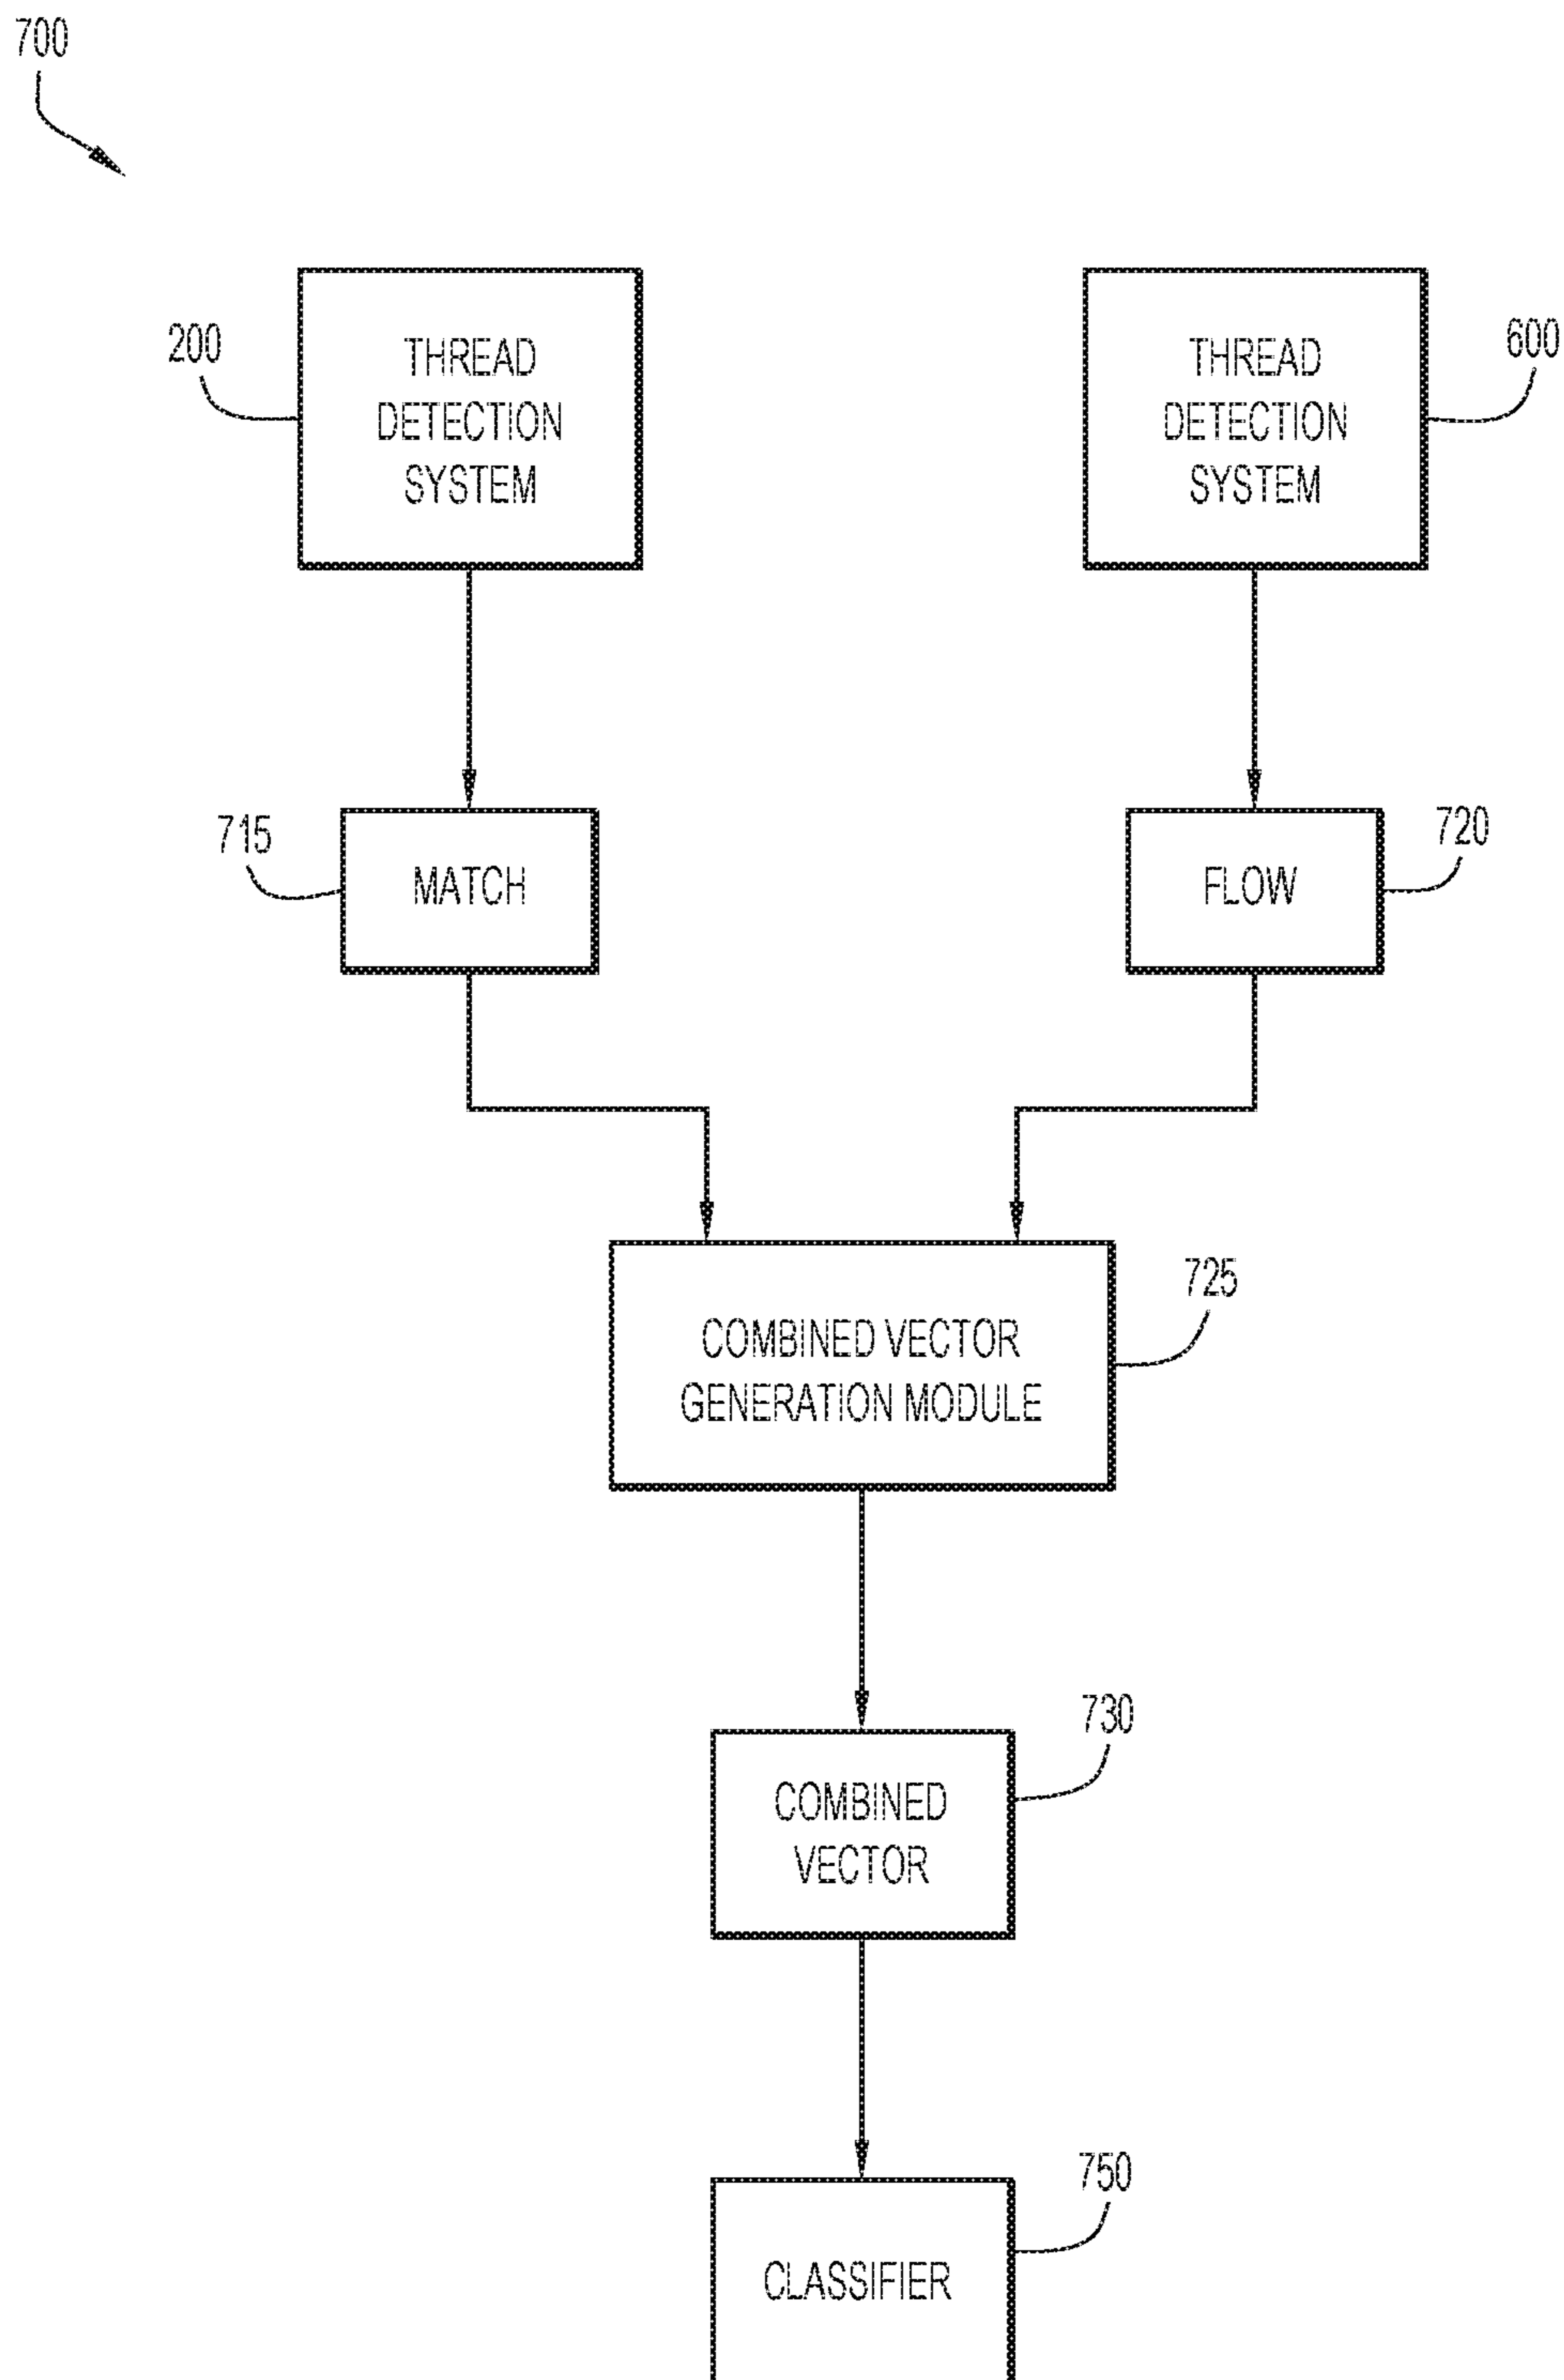 700
200
THREAD
DETECTION
SYSTEM
THREAD
DETECTION
SYSTEM
600
715
MATCH
FLOW
720
COMBINED VECTOR
GENERATION MODULE
725
COMBINED
VECTOR
730
CLASSIFIER
750